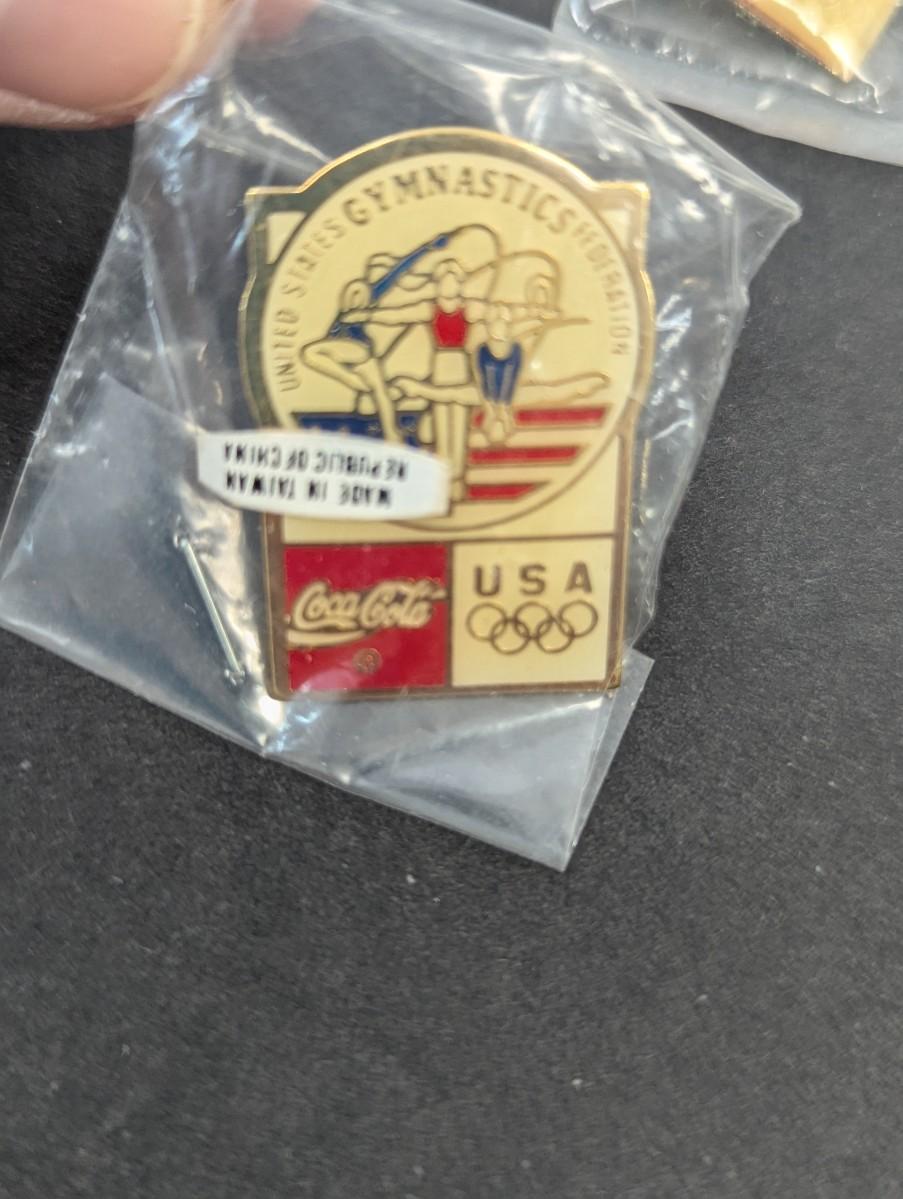 UNITED STATES GYMNASTICS FEDERATION
MADE IN TAIWAN
REPUBLIC OF CHINA
Coca-Cola
®
USA